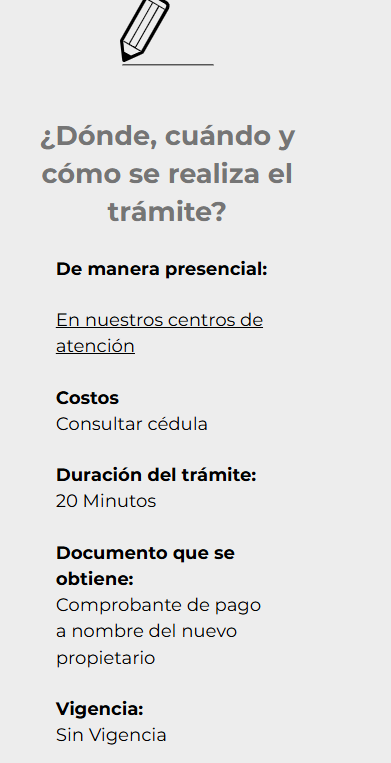 ¿Dónde, cuándo y
cómo se realiza el
trámite?
De manera presencial:
En nuestros centros de
atención
Costos
Consultar cédula
Duración del trámite:
20 Minutos
Documento que se
obtiene:
Comprobante de pago
a nombre del nuevo
propietario
Vigencia:
Sin Vigencia